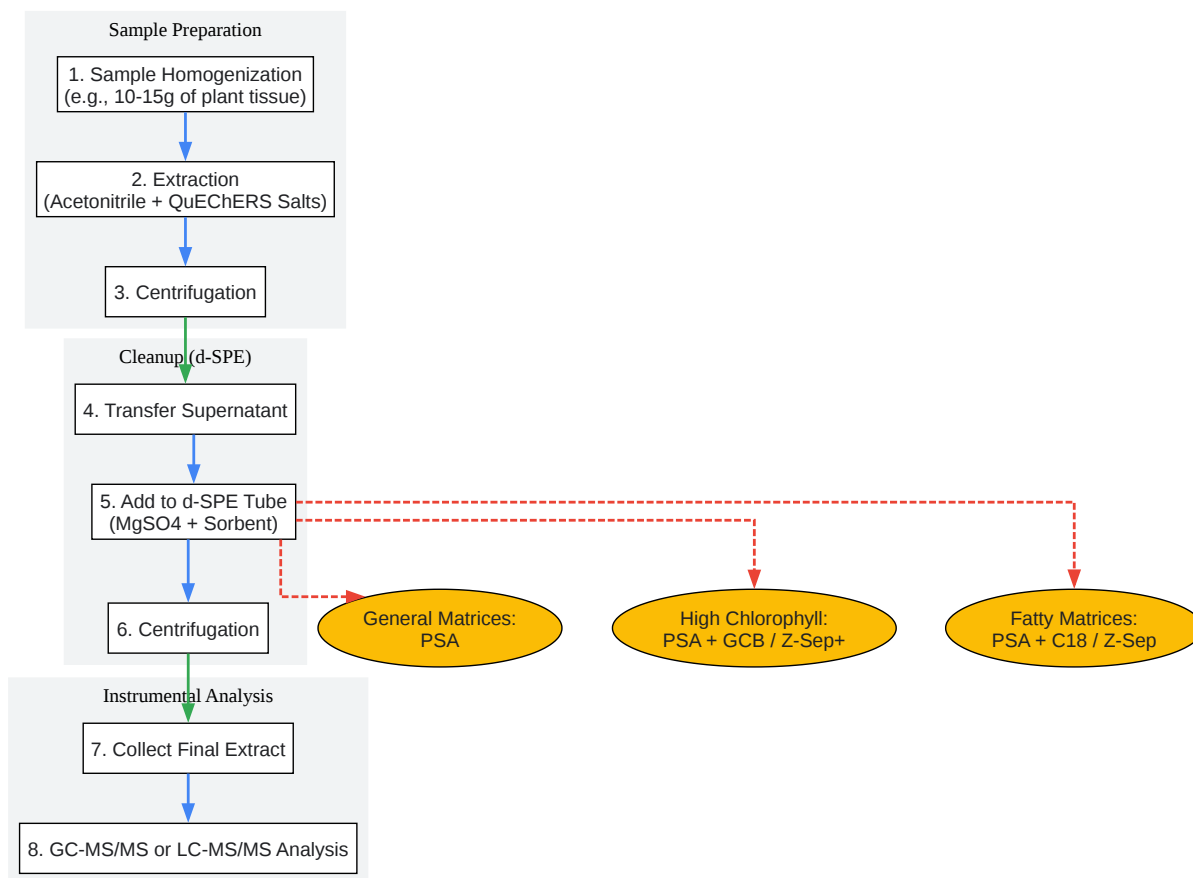 Sample Preparation
1. Sample Homogenization
(e.g., 10-15g of plant tissue)
2. Extraction
(Acetonitrile + QuEChERS Salts)
3. Centrifugation
Cleanup (d-SPE)
4. Transfer Supernatant
5. Add to d-SPE Tube
(MgSO4 + Sorbent)
6. Centrifugation
General Matrices:
PSA
High Chlorophyll:
PSA + GCB / Z-Sep+
Fatty Matrices:
PSA + C18 / Z-Sep
Instrumental Analysis
7. Collect Final Extract
8. GC-MS/MS or LC-MS/MS Analysis